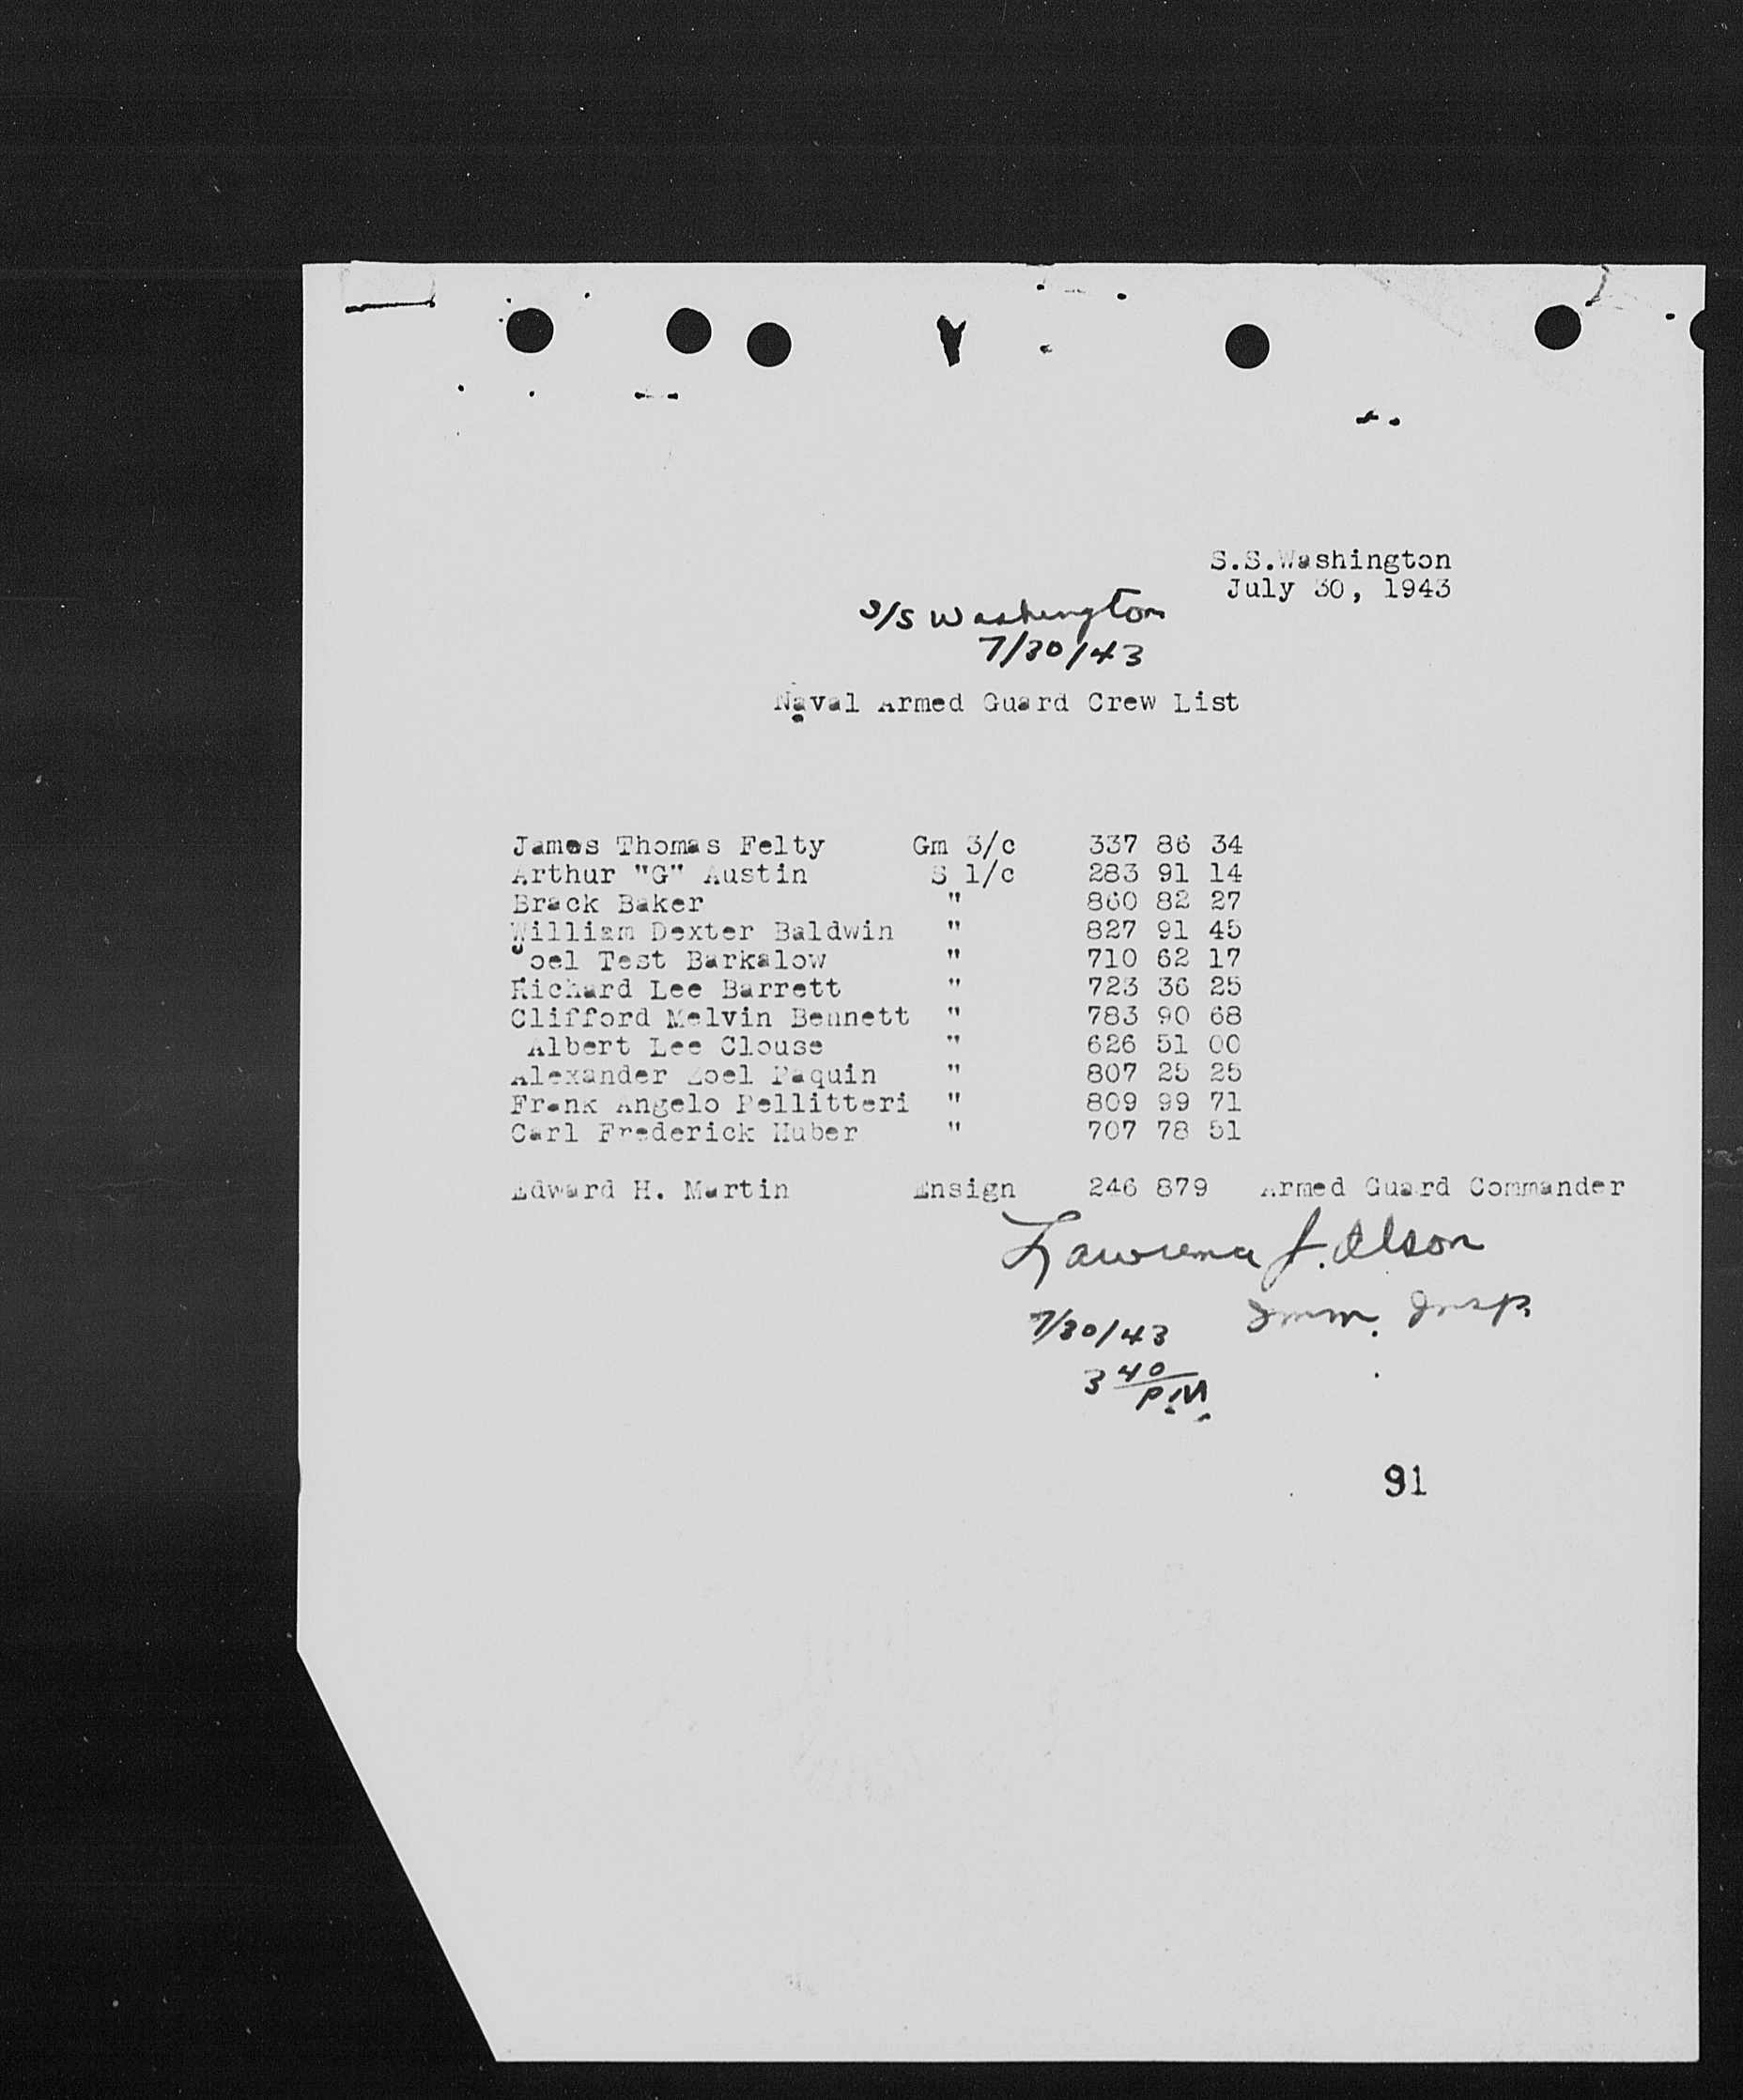 S.S.Washington
July 30, 1943
S/S Washington
7/30/43
Naval Armed Guard Crew List
James Thomas Felty Gm 3/c 337 86 34
Arthur "G" Austin S 1/c 283 91 14
Brack Baker " 860 82 27
William Dexter Baldwin " 827 91 45
Joel Test Barkalow " 710 62 17
Richard Lee Barrett " 723 36 25
Clifford Melvin Bennett " 783 90 68
Albert Lee Clouse " 626 51 00
Alexander Zoel Paquin " 807 25 25
Frank Angelo Pellitteri " 809 99 71
Carl Frederick Huber " 707 78 51
Edward H. Martin Ensign 246 879 Armed Guard Commander
Lawrence J. Olson
7/30/43 Imm. Insp.
3 40 P.M.
91